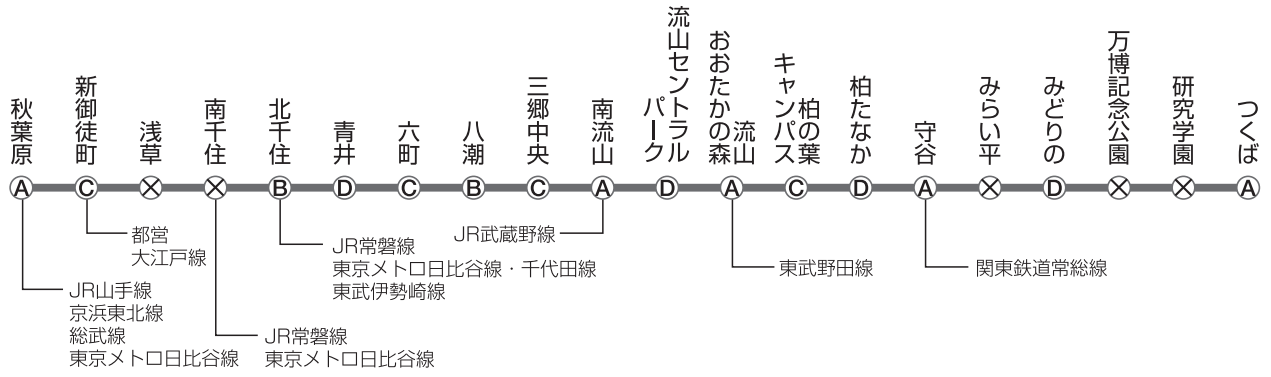 秋葉原
新御徒町
浅草
南千住
北千住
青井
六町
八潮
三郷中央
南流山
流山セントラル
パーク
流山
おおたかの森
柏の葉
キャンパス
柏たなか
守谷
みらい平
みどりの
万博記念公園
研究学園
つくば
A
C
X
X
B
D
C
B
C
A
D
A
C
D
A
X
D
X
X
A
都営
大江戸線
JR常磐線
東京メトロ日比谷線・千代田線
東武伊勢崎線
JR武蔵野線
東武野田線
関東鉄道常総線
JR山手線
京浜東北線
総武線
東京メトロ日比谷線
JR常磐線
東京メトロ日比谷線